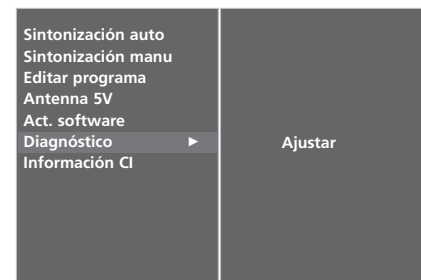 Sintonización auto
Sintonización manu
Editar programa
Antenna 5V
Act. software
Diagnóstico ►
Ajustar
Información CI